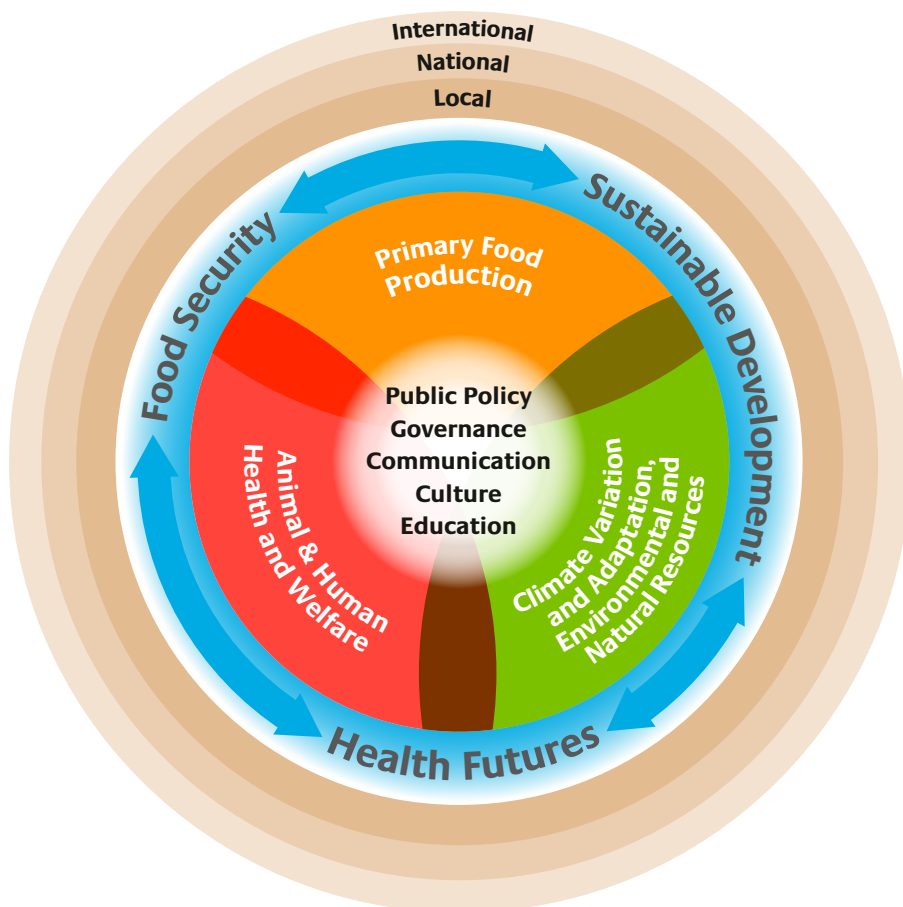 International
National
Local
Food Security
Sustainable Development
Primary Food
Production
Public Policy
Governance
Communication
Culture
Education
Animal & Human
Health and Welfare
Climate Variation
and Adaptation,
Environmental and
Natural Resources
Health Futures